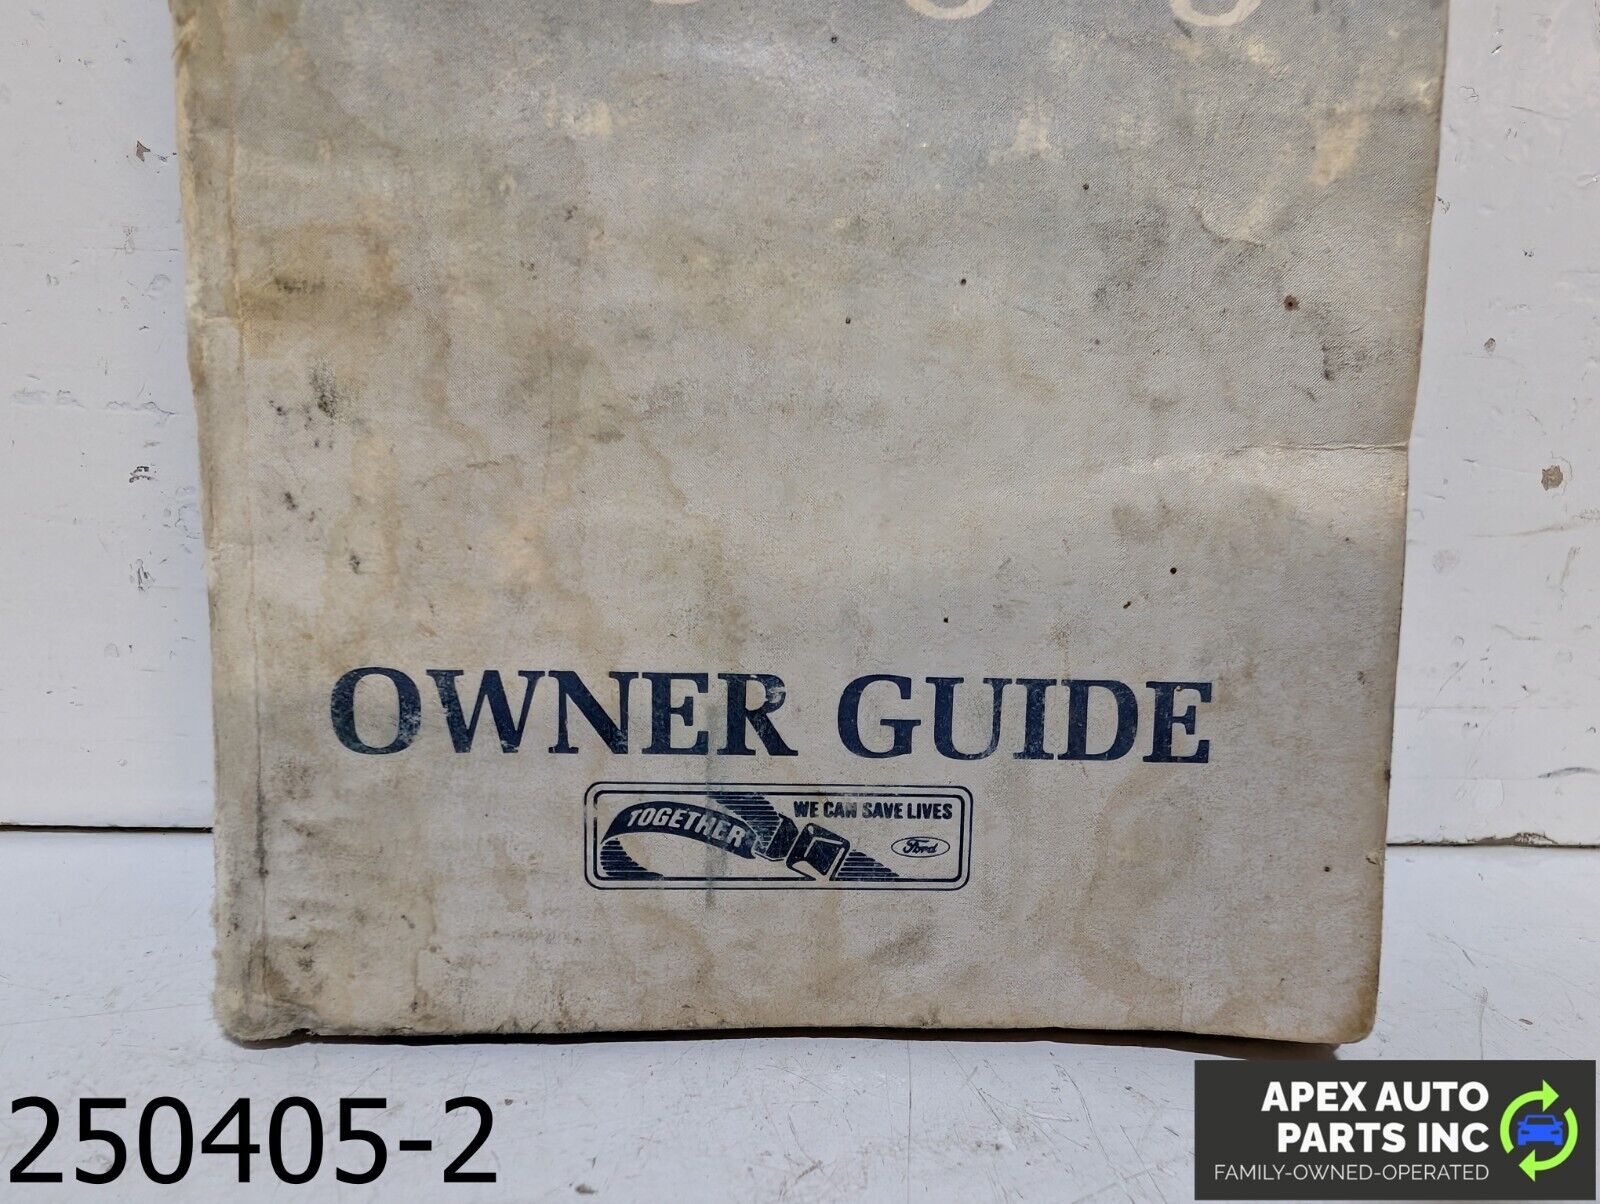 OWNER GUIDE
TOGETHER
WE CAN SAVE LIVES
Ford
250405-2
APEX AUTO
PARTS INC
FAMILY-OWNED-OPERATED